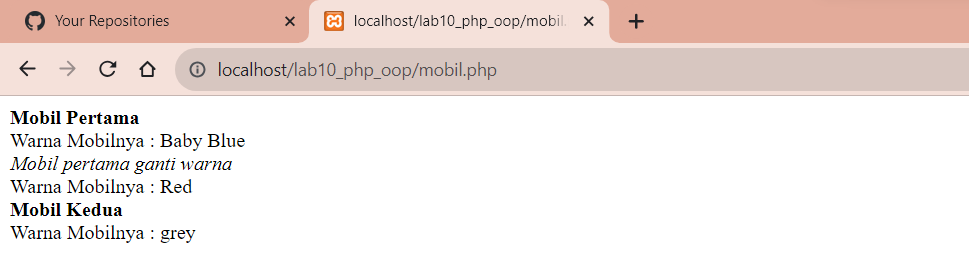 Your Repositories
localhost/lab10_php_oop/mobil.
localhost/lab10_php_oop/mobil.php
Mobil Pertama
Warna Mobilnya : Baby Blue
Mobil pertama ganti warna
Warna Mobilnya : Red
Mobil Kedua
Warna Mobilnya : grey